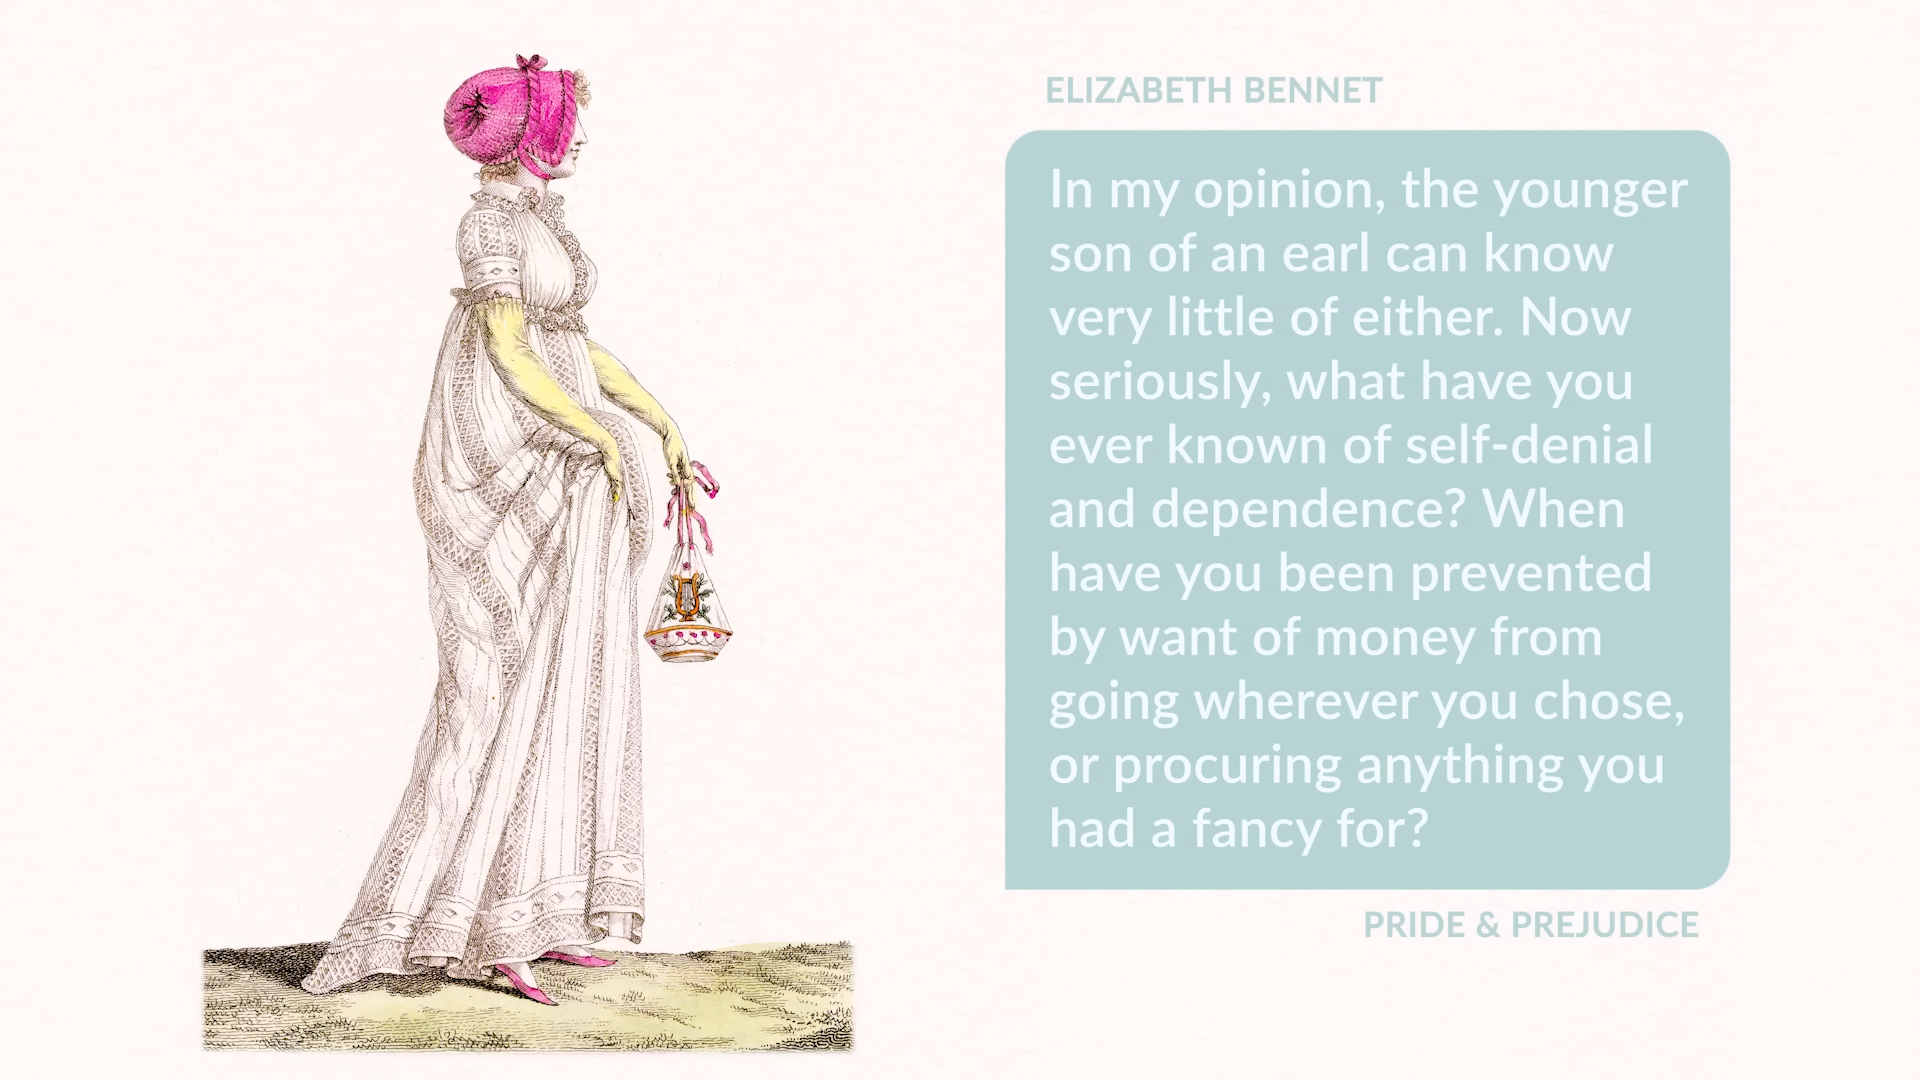 ELIZABETH BENNET
In my opinion, the younger
son of an earl can know
very little of either. Now
seriously, what have you
ever known of self-denial
and dependence? When
have you been prevented
by want of money from
going wherever you chose,
or procuring anything you
had a fancy for?
PRIDE & PREJUDICE